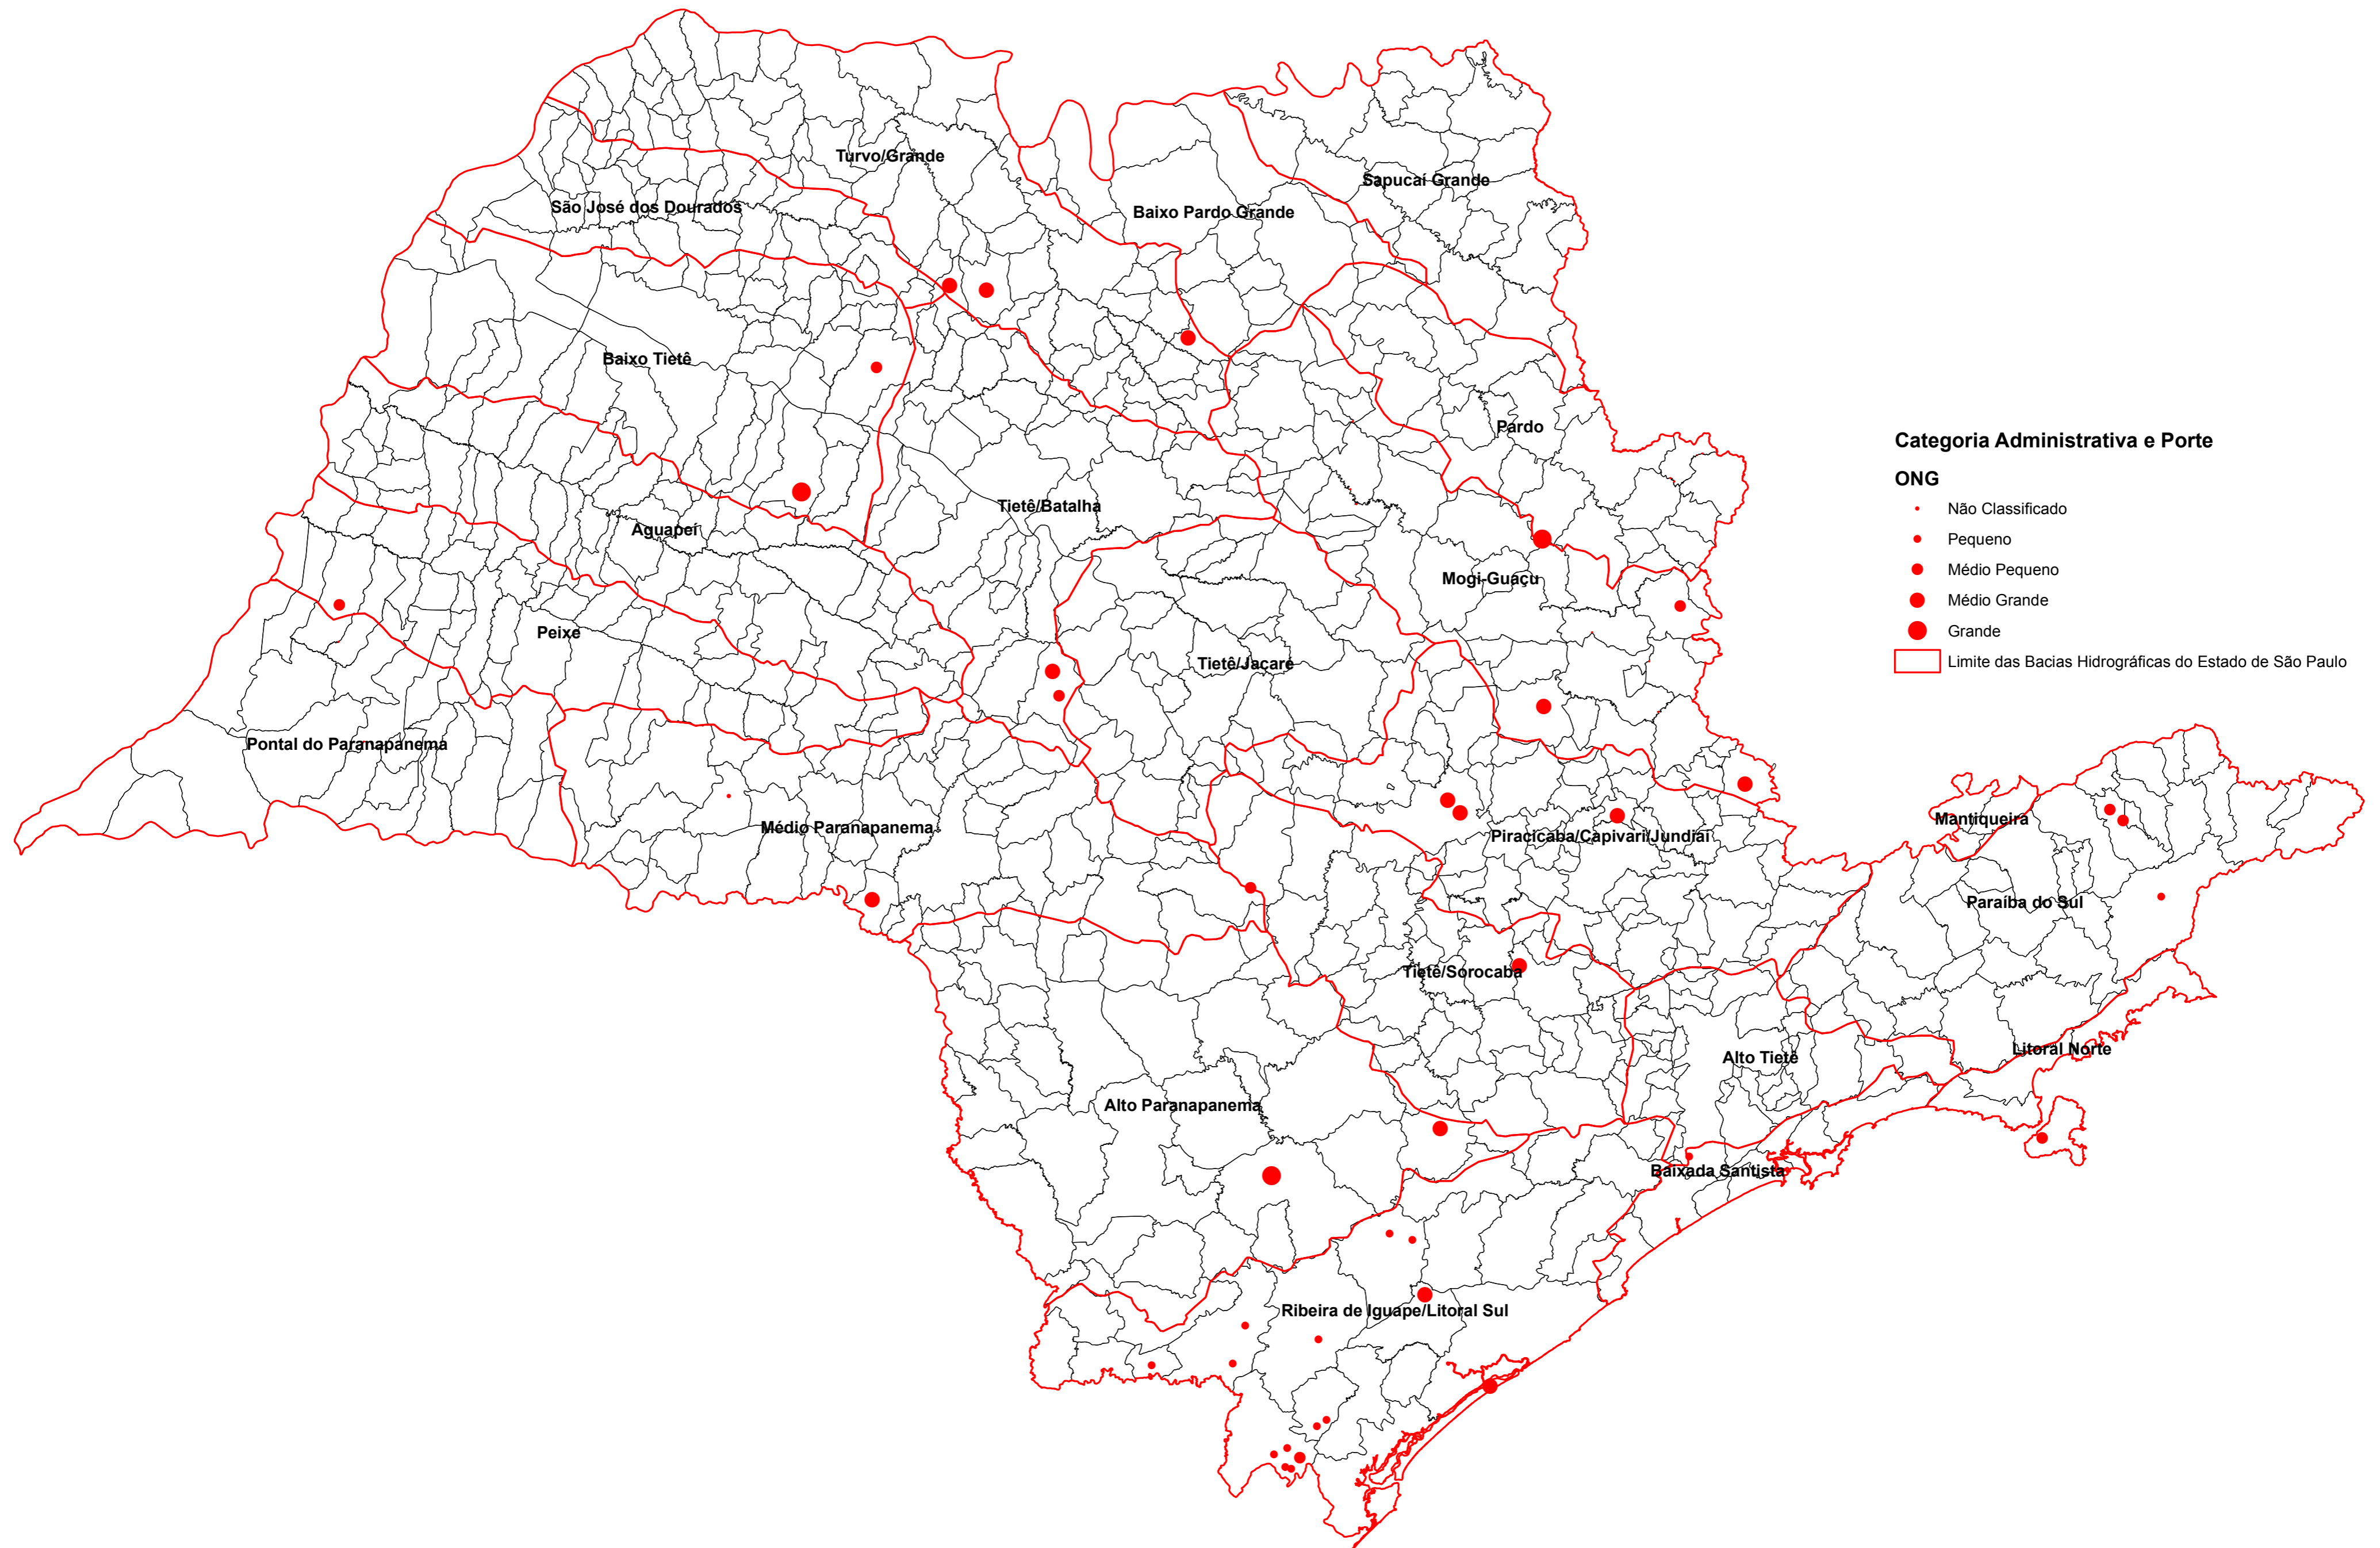 Turvo/Grande
Sapucaí Grande
São José dos Dourados
Baixo Pardo Grande
Baixo Tietê
Pardo
Categoria Administrativa e Porte
ONG
Não Classificado
Pequeno
Médio Pequeno
Médio Grande
Grande
Limite das Bacias Hidrográficas do Estado de São Paulo
Tietê/Batalha
Aguapeí
Mogi-Guaçu
Peixe
Tietê/Jacaré
Pontal do Paranapanema
Médio Paranapanema
Piracicaba/Capivari/Jundiaí
Mantiqueira
Paraíba do Sul
Tietê/Sorocaba
Litoral Norte
Alto Tietê
Alto Paranapanema
Baixada Santista
Ribeira de Iguape/Litoral Sul